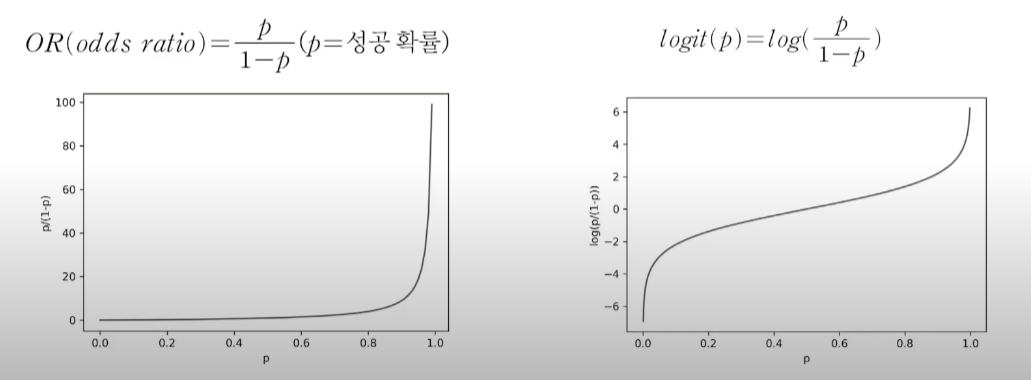 OR(odds ratio)=p/(1-p) (p=성공 확률)
100
80
60
40
20
0
p/(1-p)
0.0 0.2 0.4 0.6 0.8 1.0
p
logit(p)=log(p/(1-p))
6
4
2
0
−2
−4
−6
log(p/(1-p))
0.0 0.2 0.4 0.6 0.8 1.0
p